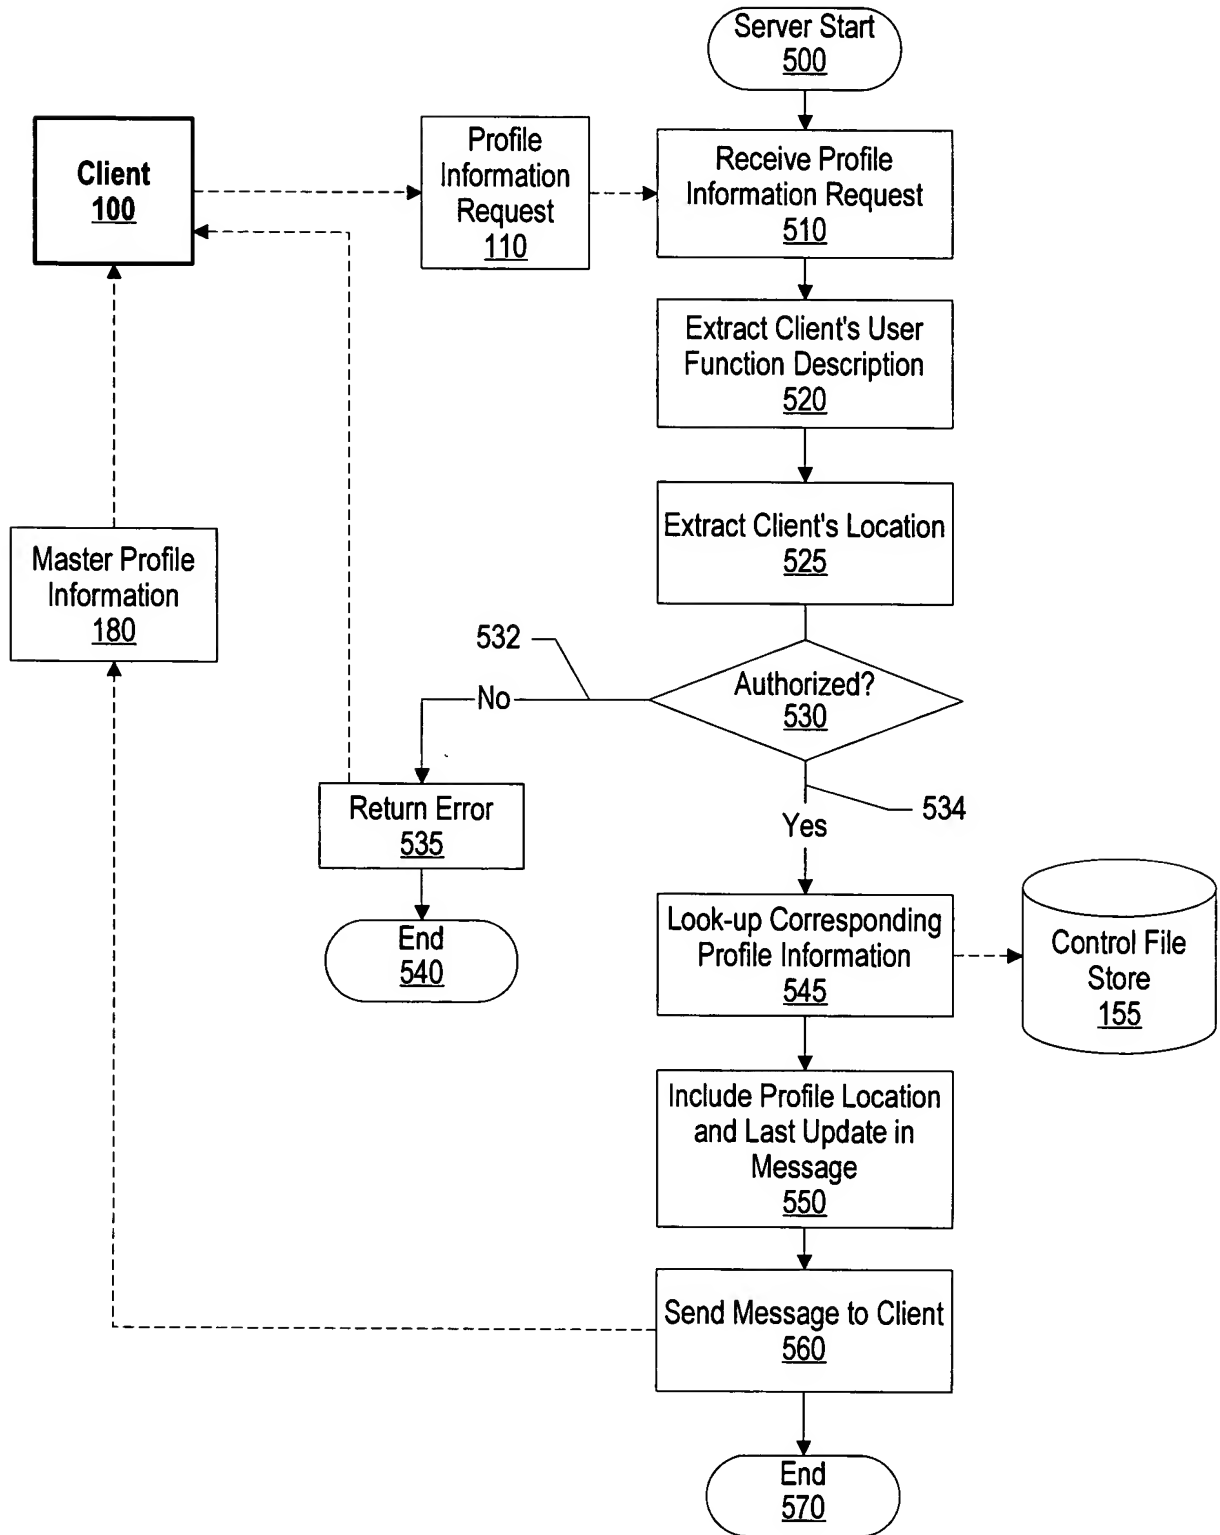 Server Start
500
Client
100
Profile
Information
Request
110
Receive Profile
Information Request
510
Extract Client's User
Function Description
520
Extract Client's Location
525
Master Profile
Information
180
532
No
Authorized?
530
534
Yes
Return Error
535
End
540
Look-up Corresponding
Profile Information
545
Control File
Store
155
Include Profile Location
and Last Update in
Message
550
Send Message to Client
560
End
570